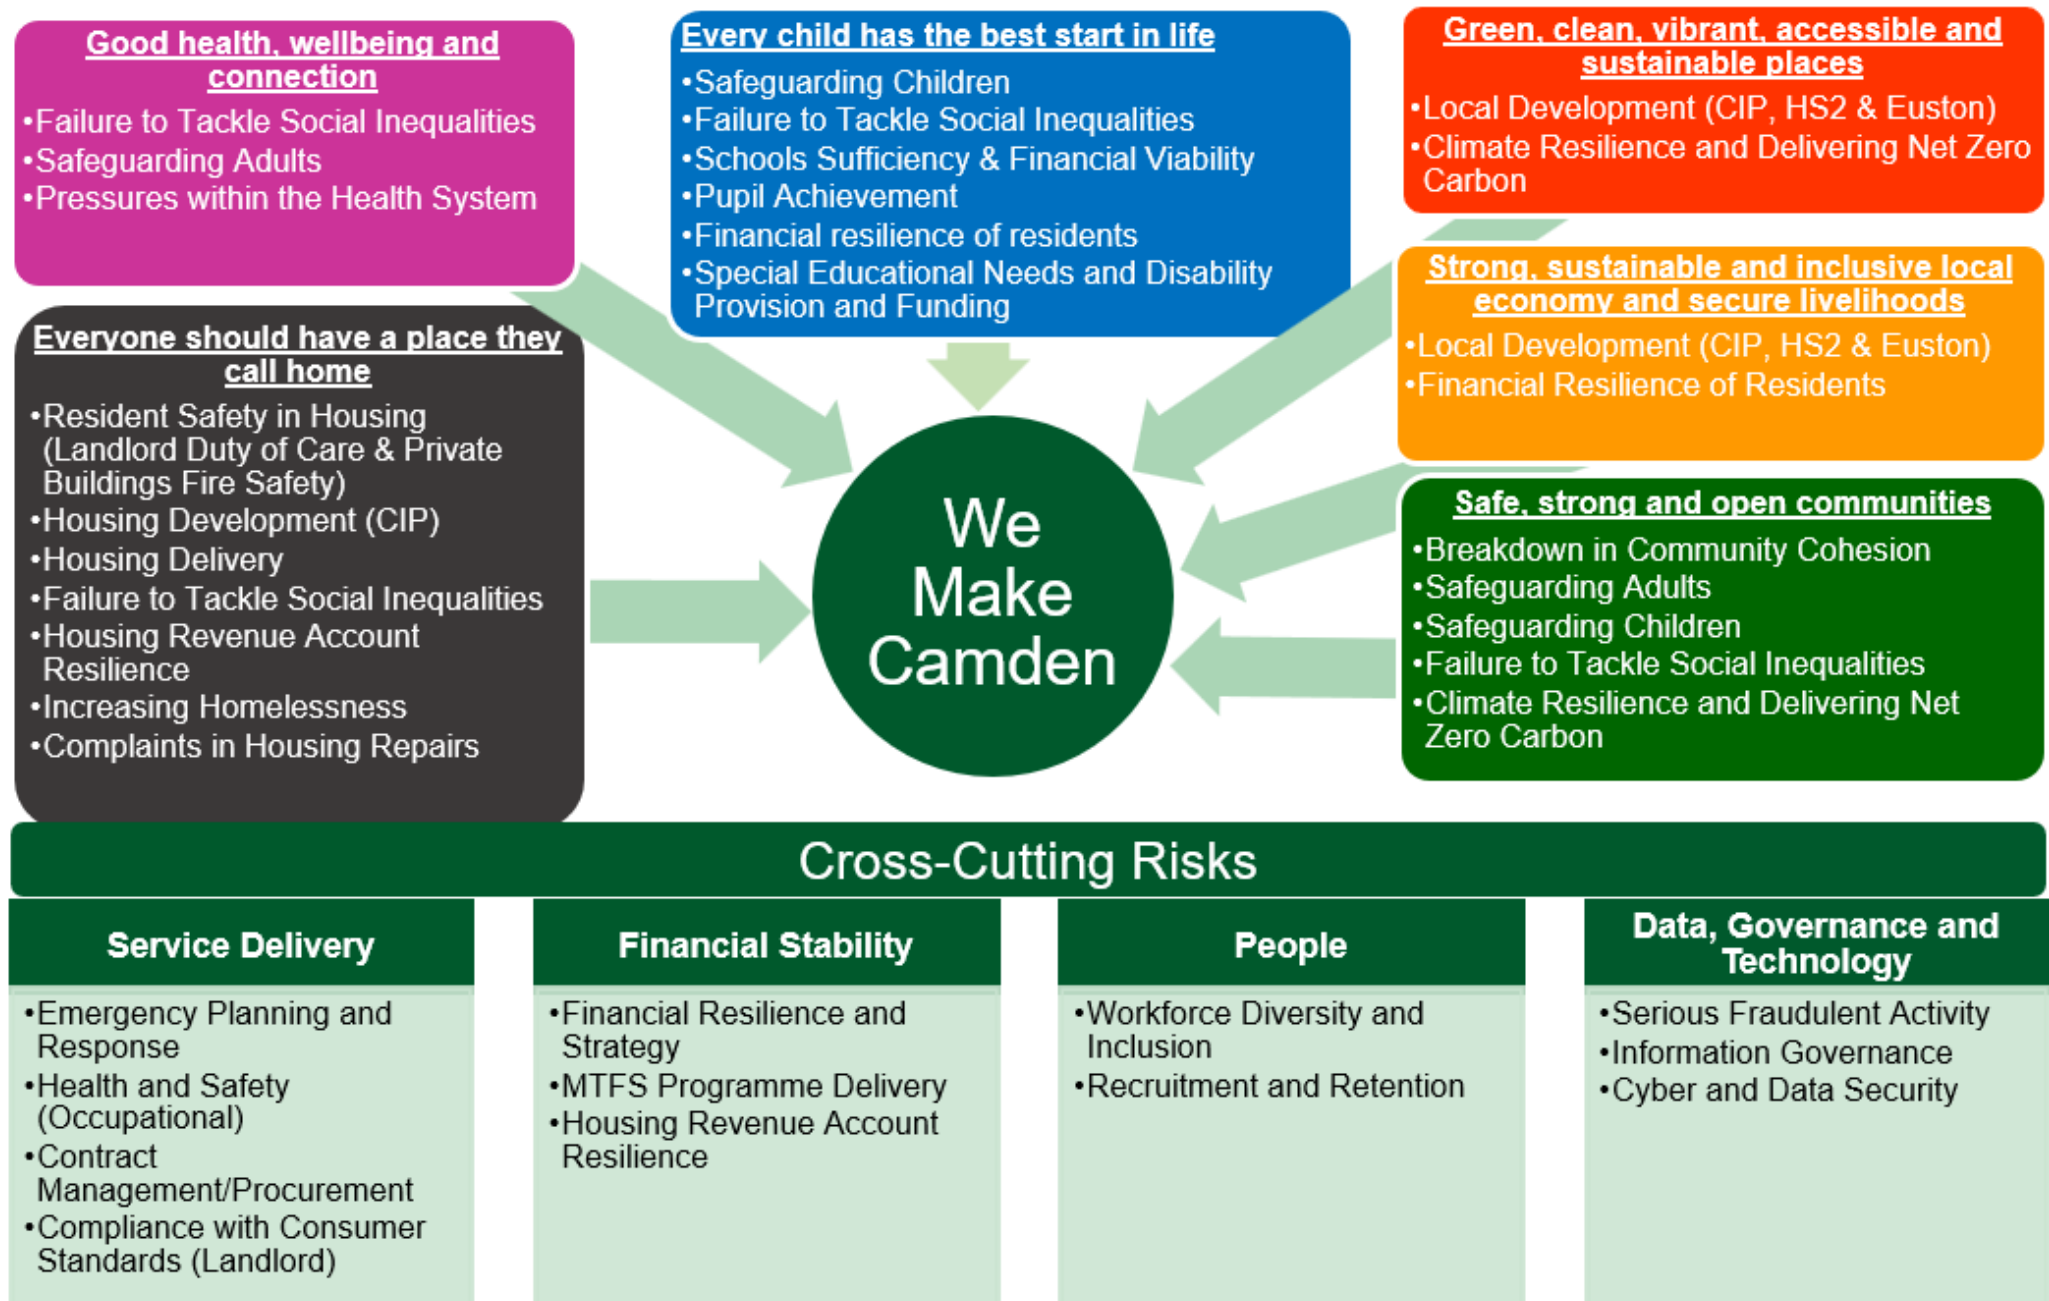 Good health, wellbeing and
connection
•Failure to Tackle Social Inequalities
•Safeguarding Adults
•Pressures within the Health System
Every child has the best start in life
•Safeguarding Children
•Failure to Tackle Social Inequalities
•Schools Sufficiency & Financial Viability
•Pupil Achievement
•Financial resilience of residents
•Special Educational Needs and Disability
Provision and Funding
Green, clean, vibrant, accessible and
sustainable places
•Local Development (CIP, HS2 & Euston)
•Climate Resilience and Delivering Net Zero
Carbon
Strong, sustainable and inclusive local
economy and secure livelihoods
•Local Development (CIP, HS2 & Euston)
•Financial Resilience of Residents
Everyone should have a place they
call home
•Resident Safety in Housing
(Landlord Duty of Care & Private
Buildings Fire Safety)
•Housing Development (CIP)
•Housing Delivery
•Failure to Tackle Social Inequalities
•Housing Revenue Account
Resilience
•Increasing Homelessness
•Complaints in Housing Repairs
We
Make
Camden
Safe, strong and open communities
•Breakdown in Community Cohesion
•Safeguarding Adults
•Safeguarding Children
•Failure to Tackle Social Inequalities
•Climate Resilience and Delivering Net
Zero Carbon
Cross-Cutting Risks
Service Delivery
•Emergency Planning and
Response
•Health and Safety
(Occupational)
•Contract
Management/Procurement
•Compliance with Consumer
Standards (Landlord)
Financial Stability
•Financial Resilience and
Strategy
•MTFS Programme Delivery
•Housing Revenue Account
Resilience
People
•Workforce Diversity and
Inclusion
•Recruitment and Retention
Data, Governance and
Technology
•Serious Fraudulent Activity
•Information Governance
•Cyber and Data Security